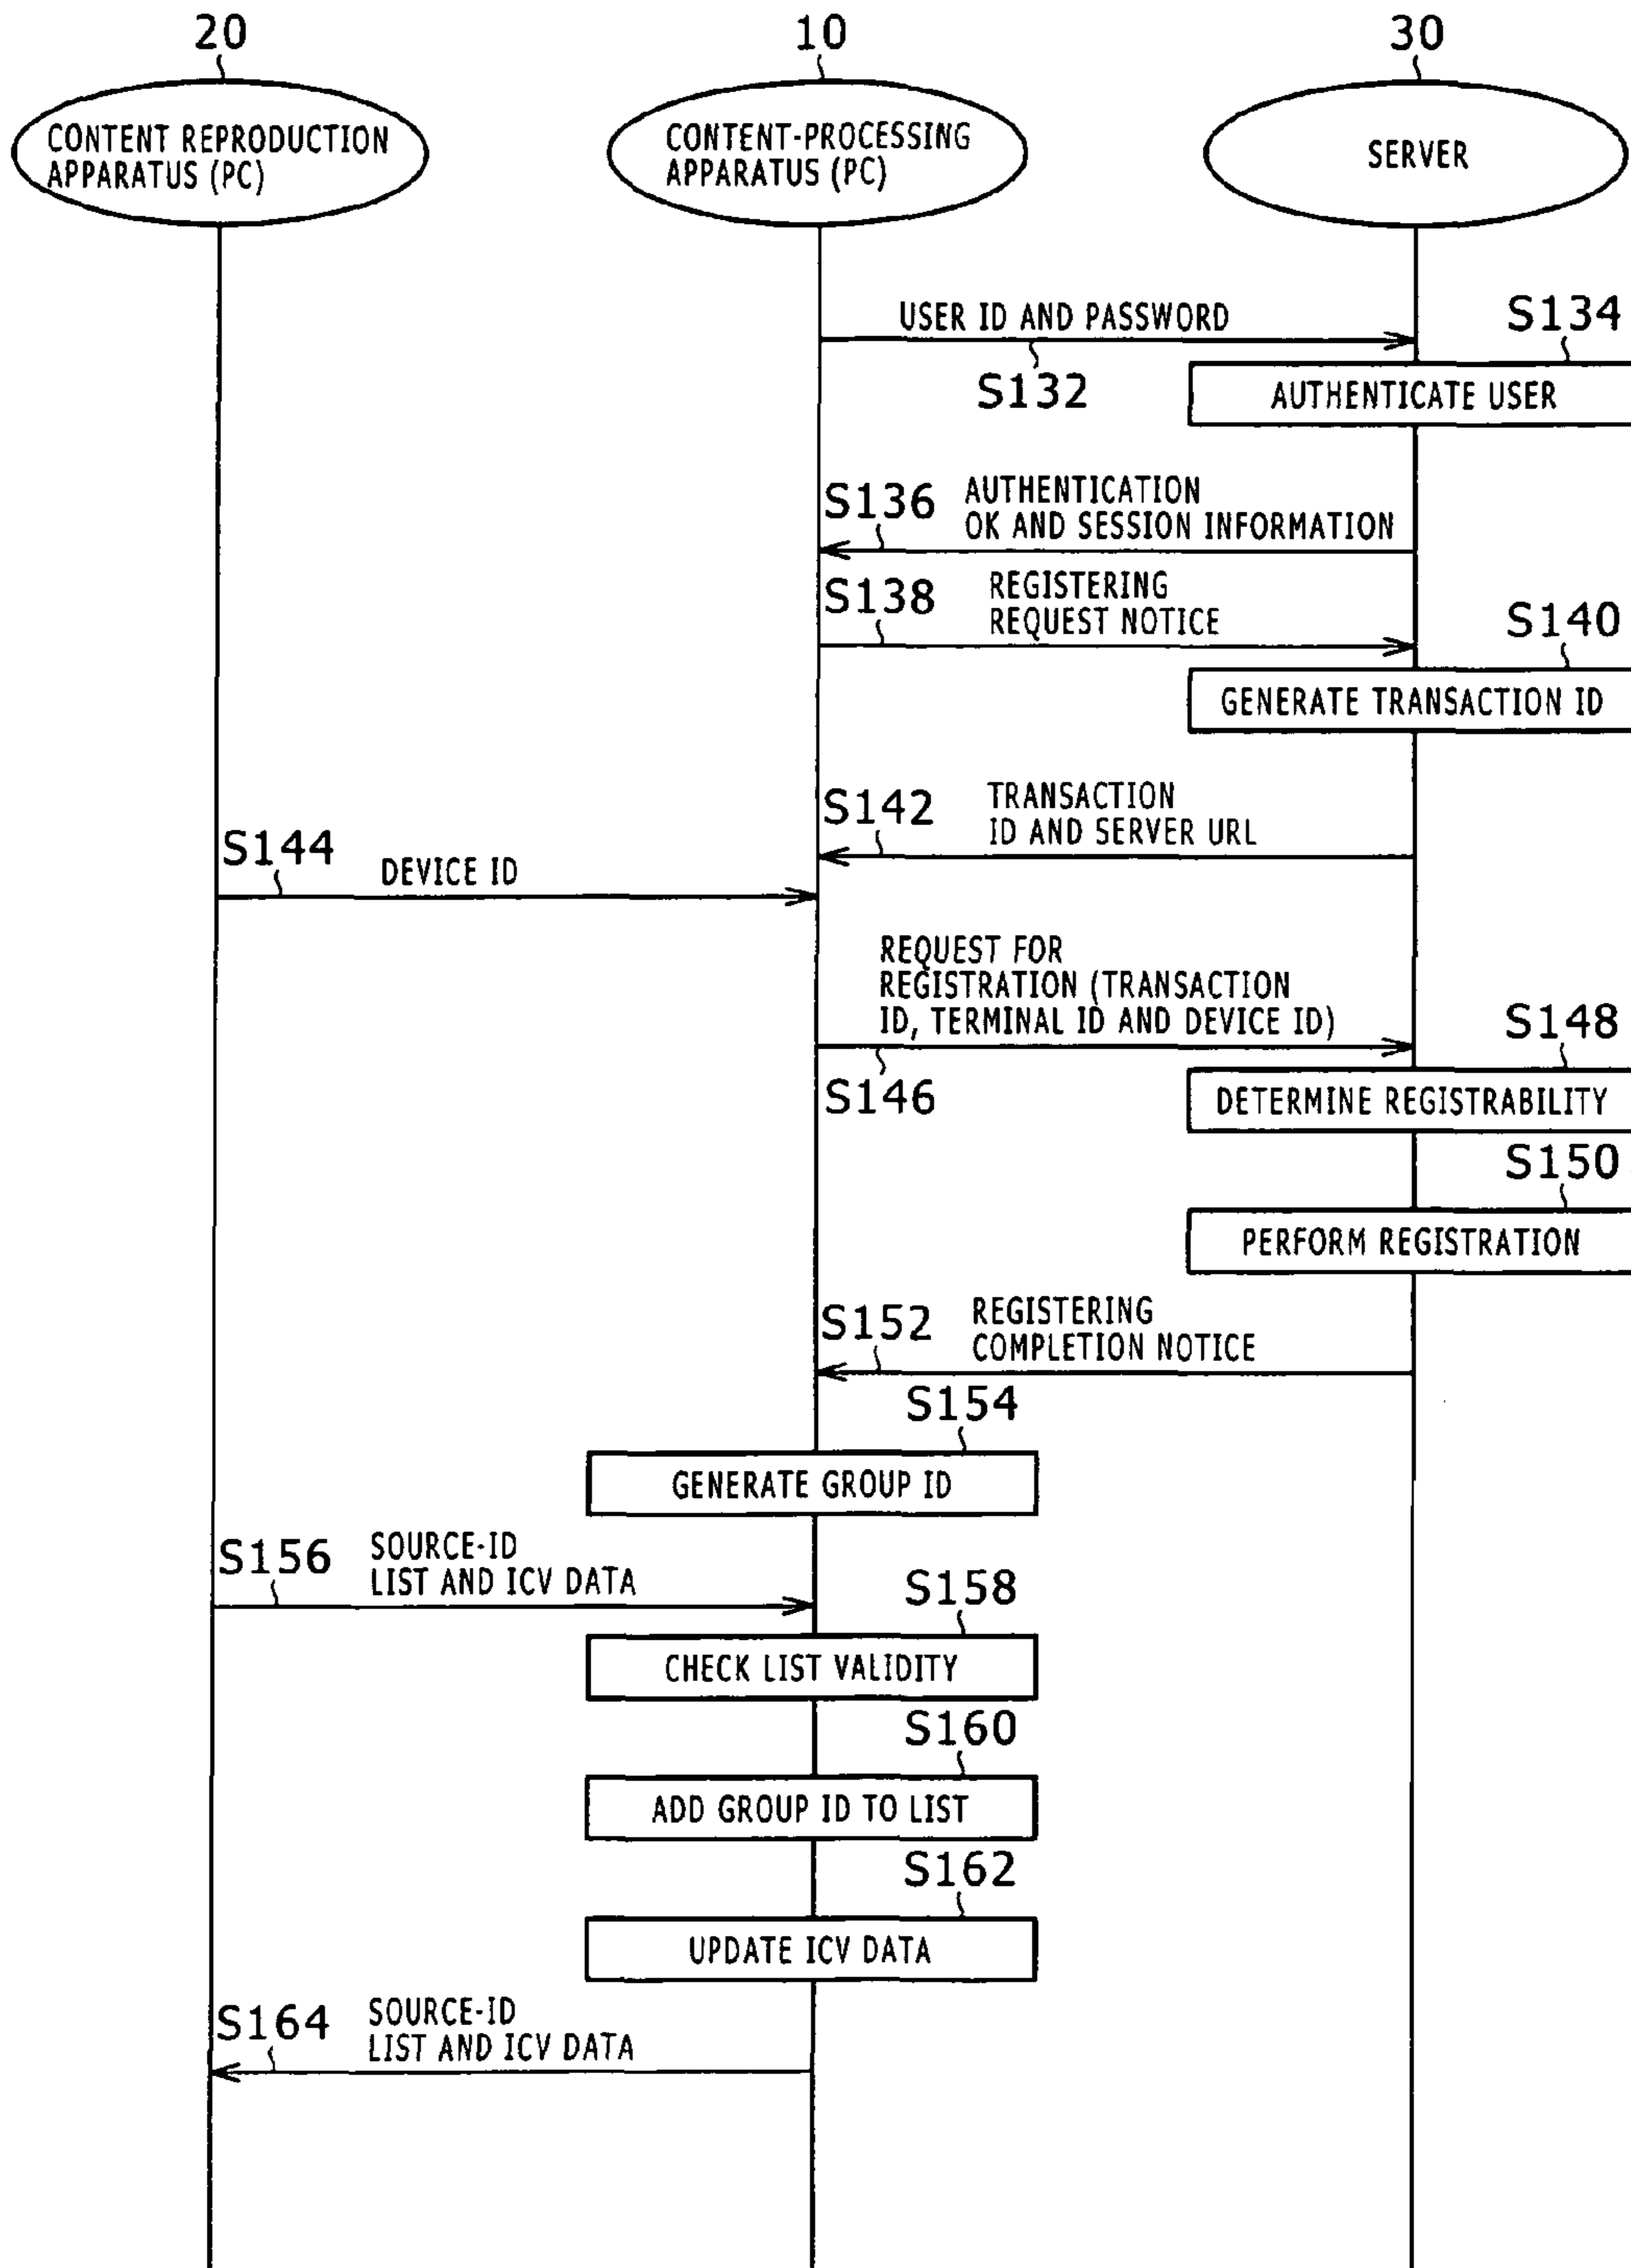 20
10
30
CONTENT REPRODUCTION
APPARATUS (PC)
CONTENT-PROCESSING
APPARATUS (PC)
SERVER
USER ID AND PASSWORD
S132
S134
AUTHENTICATE USER
S136
AUTHENTICATION
OK AND SESSION INFORMATION
S138
REGISTERING
REQUEST NOTICE
S140
GENERATE TRANSACTION ID
S142
TRANSACTION
ID AND SERVER URL
S144
DEVICE ID
REQUEST FOR
REGISTRATION (TRANSACTION
ID, TERMINAL ID AND DEVICE ID)
S146
S148
DETERMINE REGISTRABILITY
S150
PERFORM REGISTRATION
S152
REGISTERING
COMPLETION NOTICE
S154
GENERATE GROUP ID
S156
SOURCE-ID
LIST AND ICV DATA
S158
CHECK LIST VALIDITY
S160
ADD GROUP ID TO LIST
S162
UPDATE ICV DATA
S164
SOURCE-ID
LIST AND ICV DATA